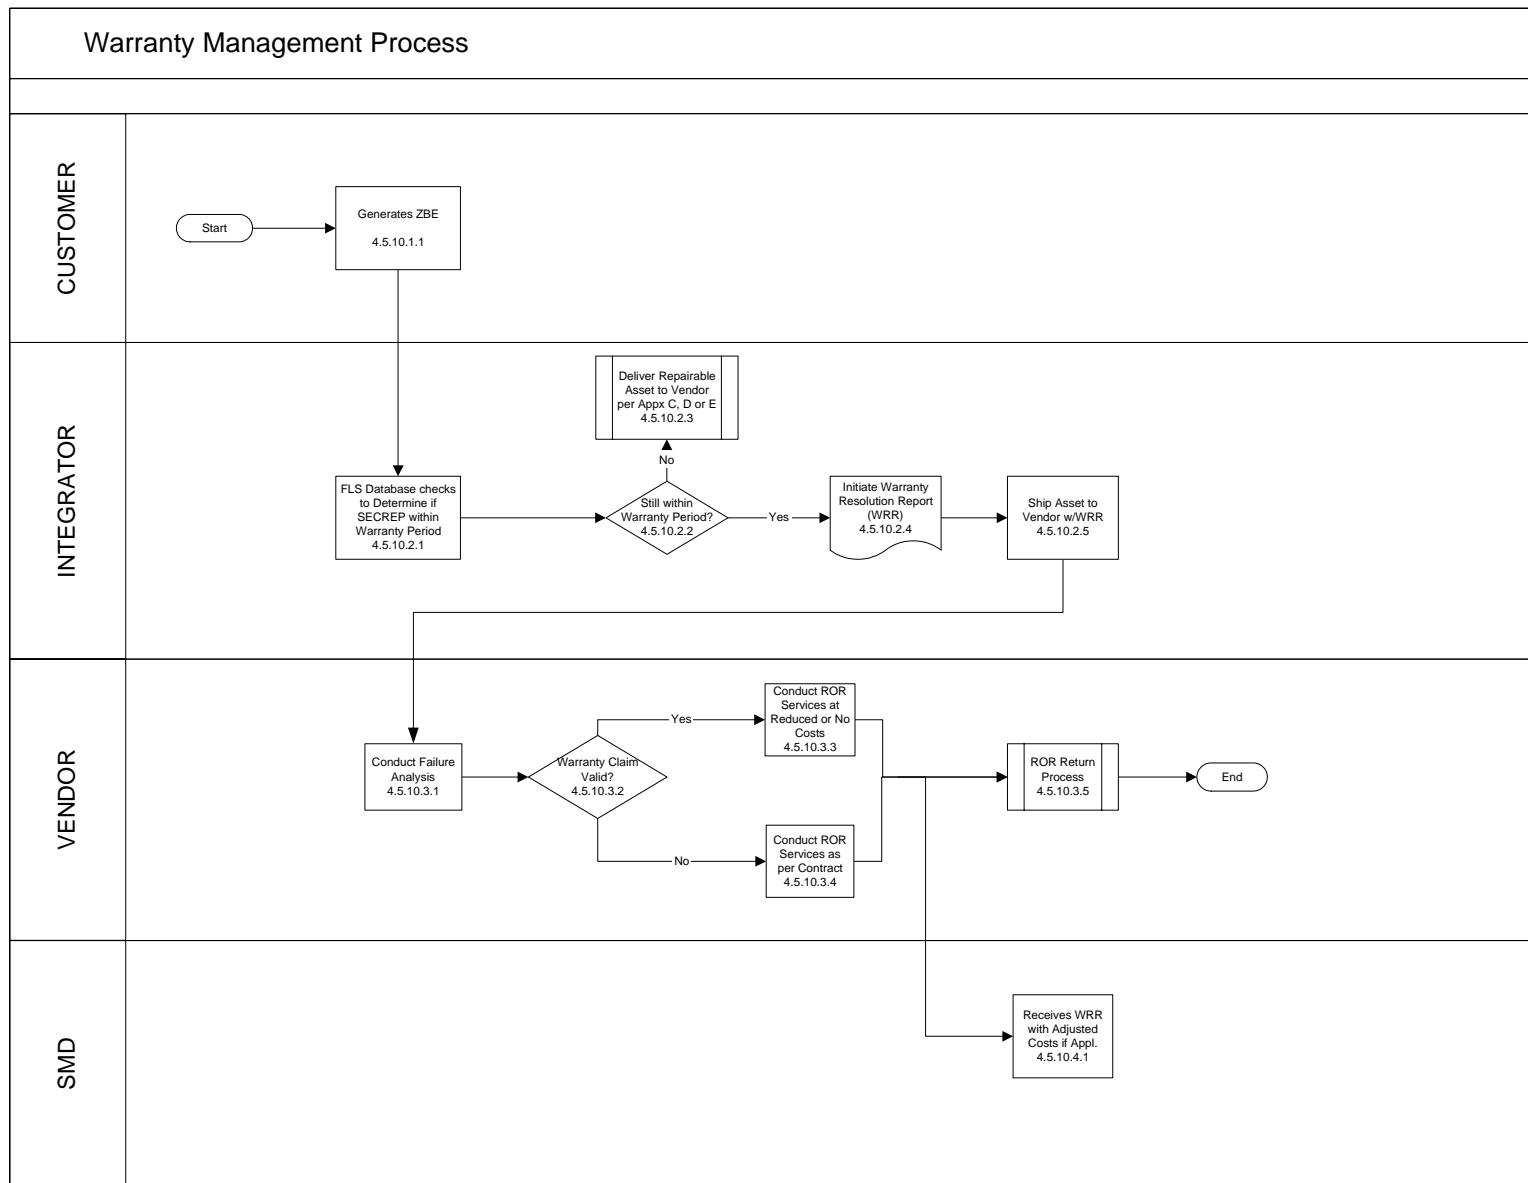 Warranty Management Process
CUSTOMER
Start
Generates ZBE
4.5.10.1.1
INTEGRATOR
Deliver Repairable
Asset to Vendor
per Appx C, D or E
4.5.10.2.3
No
FLS Database checks
to Determine if
SECREP within
Warranty Period
4.5.10.2.1
Still within
Warranty Period?
4.5.10.2.2
Yes
Initiate Warranty
Resolution Report
(WRR)
4.5.10.2.4
Ship Asset to
Vendor w/WRR
4.5.10.2.5
VENDOR
Conduct Failure
Analysis
4.5.10.3.1
Warranty Claim
Valid?
4.5.10.3.2
Yes
Conduct ROR
Services at
Reduced or No
Costs
4.5.10.3.3
No
Conduct ROR
Services as
per Contract
4.5.10.3.4
ROR Return
Process
4.5.10.3.5
End
SMD
Receives WRR
with Adjusted
Costs if Appl.
4.5.10.4.1